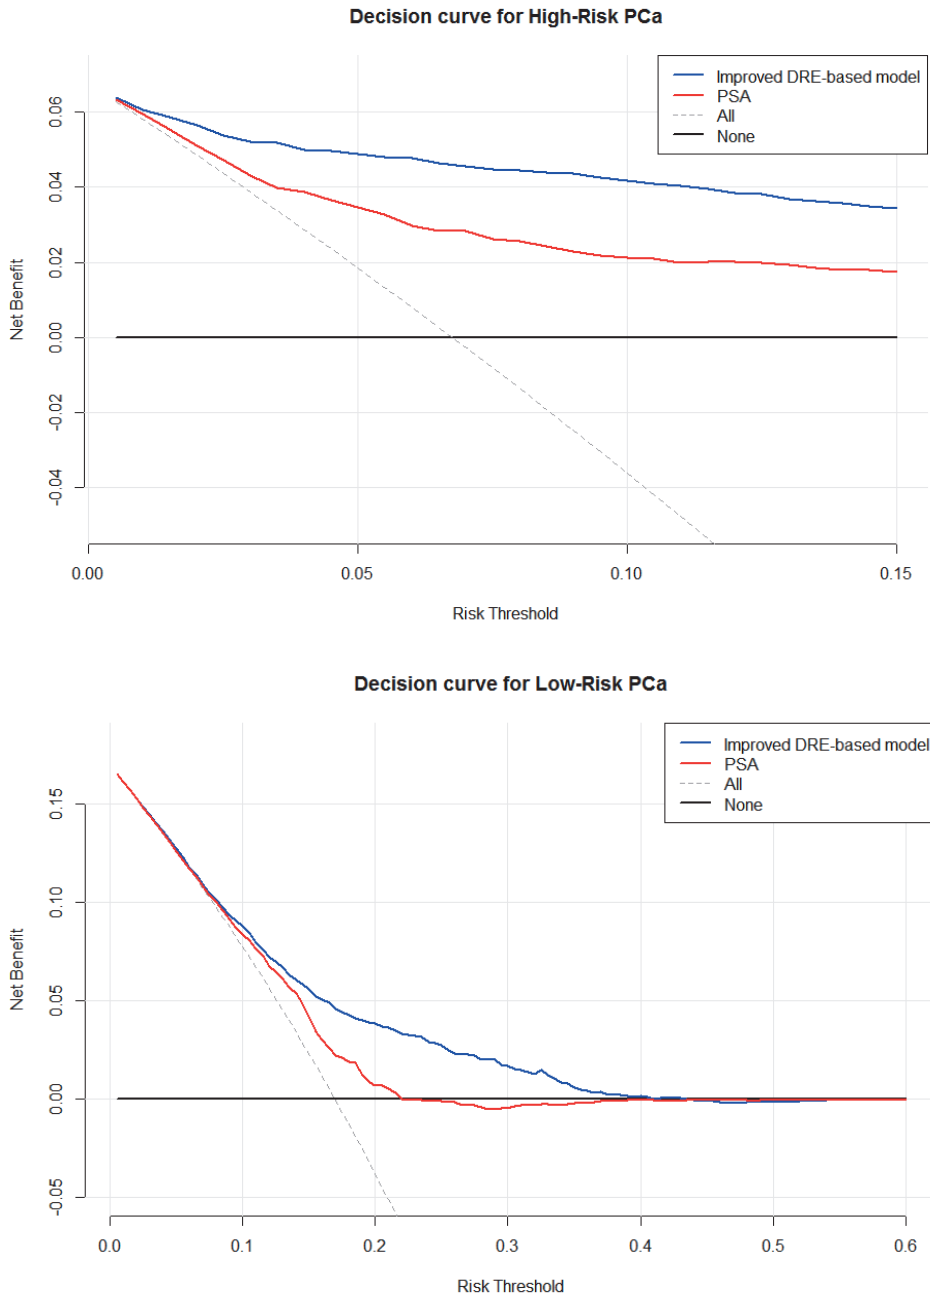 Decision curve for High-Risk PCa
Improved DRE-based model
PSA
All
None
Net Benefit
0.06
0.04
0.02
0.00
-0.02
-0.04
0.00 0.05 0.10 0.15
Risk Threshold
Decision curve for Low-Risk PCa
Improved DRE-based model
PSA
All
None
Net Benefit
0.15
0.10
0.05
0.00
-0.05
0.0 0.1 0.2 0.3 0.4 0.5 0.6
Risk Threshold